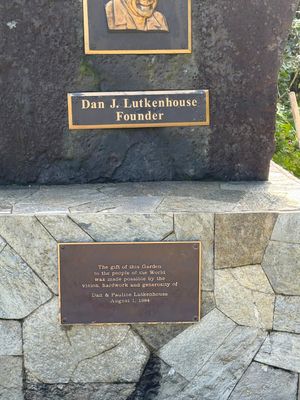 Dan J. Lutkenhouse
Founder
The gift of this Garden
to the people of the World
was made possible by the
vision, hardwork and generosity of
Dan & Pauline Lutkenhouse
August 1, 1984